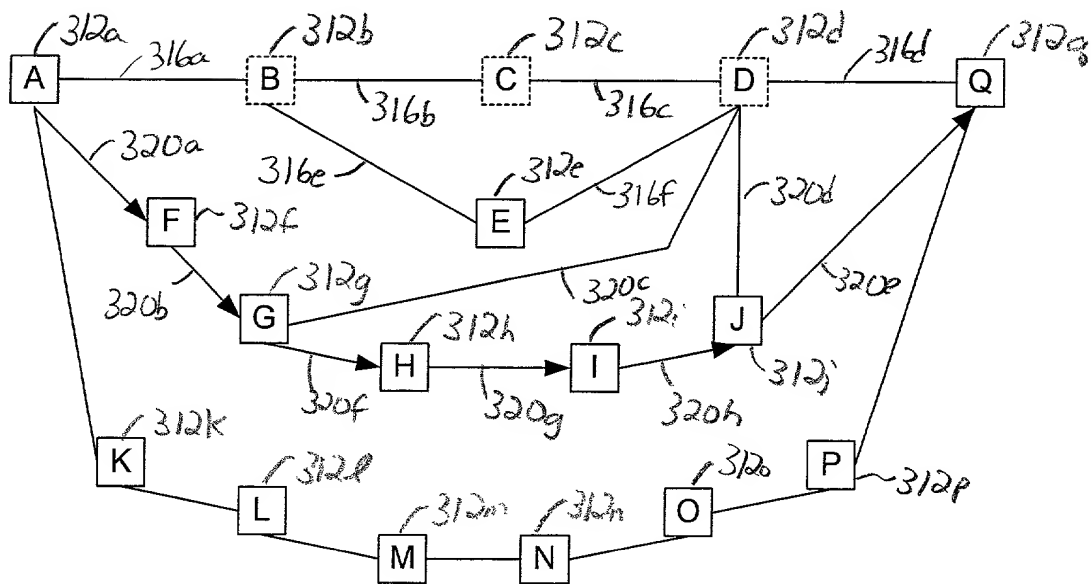 312a 312b 312c 312d 312q
A B C D Q
316a 316b 316c 316d
320a 316e 312e 316f 320d
F 312f E
320b 312g 320c 320e
G 312h 312i J
H I 312j
320f 320g 320h
312k
K 312l 312o P 312p
L 312m 312n O
M N